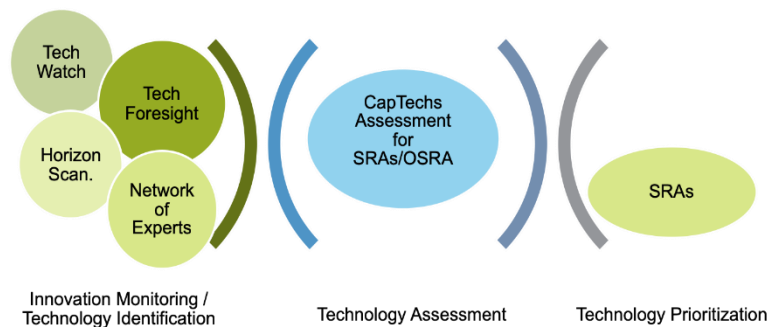 Tech
Watch
Tech
Foresight
Horizon
Scan.
Network
of
Experts
CapTechs
Assessment
for
SRAs/OSRA
SRAs
Innovation Monitoring /
Technology Identification
Technology Assessment
Technology Prioritization